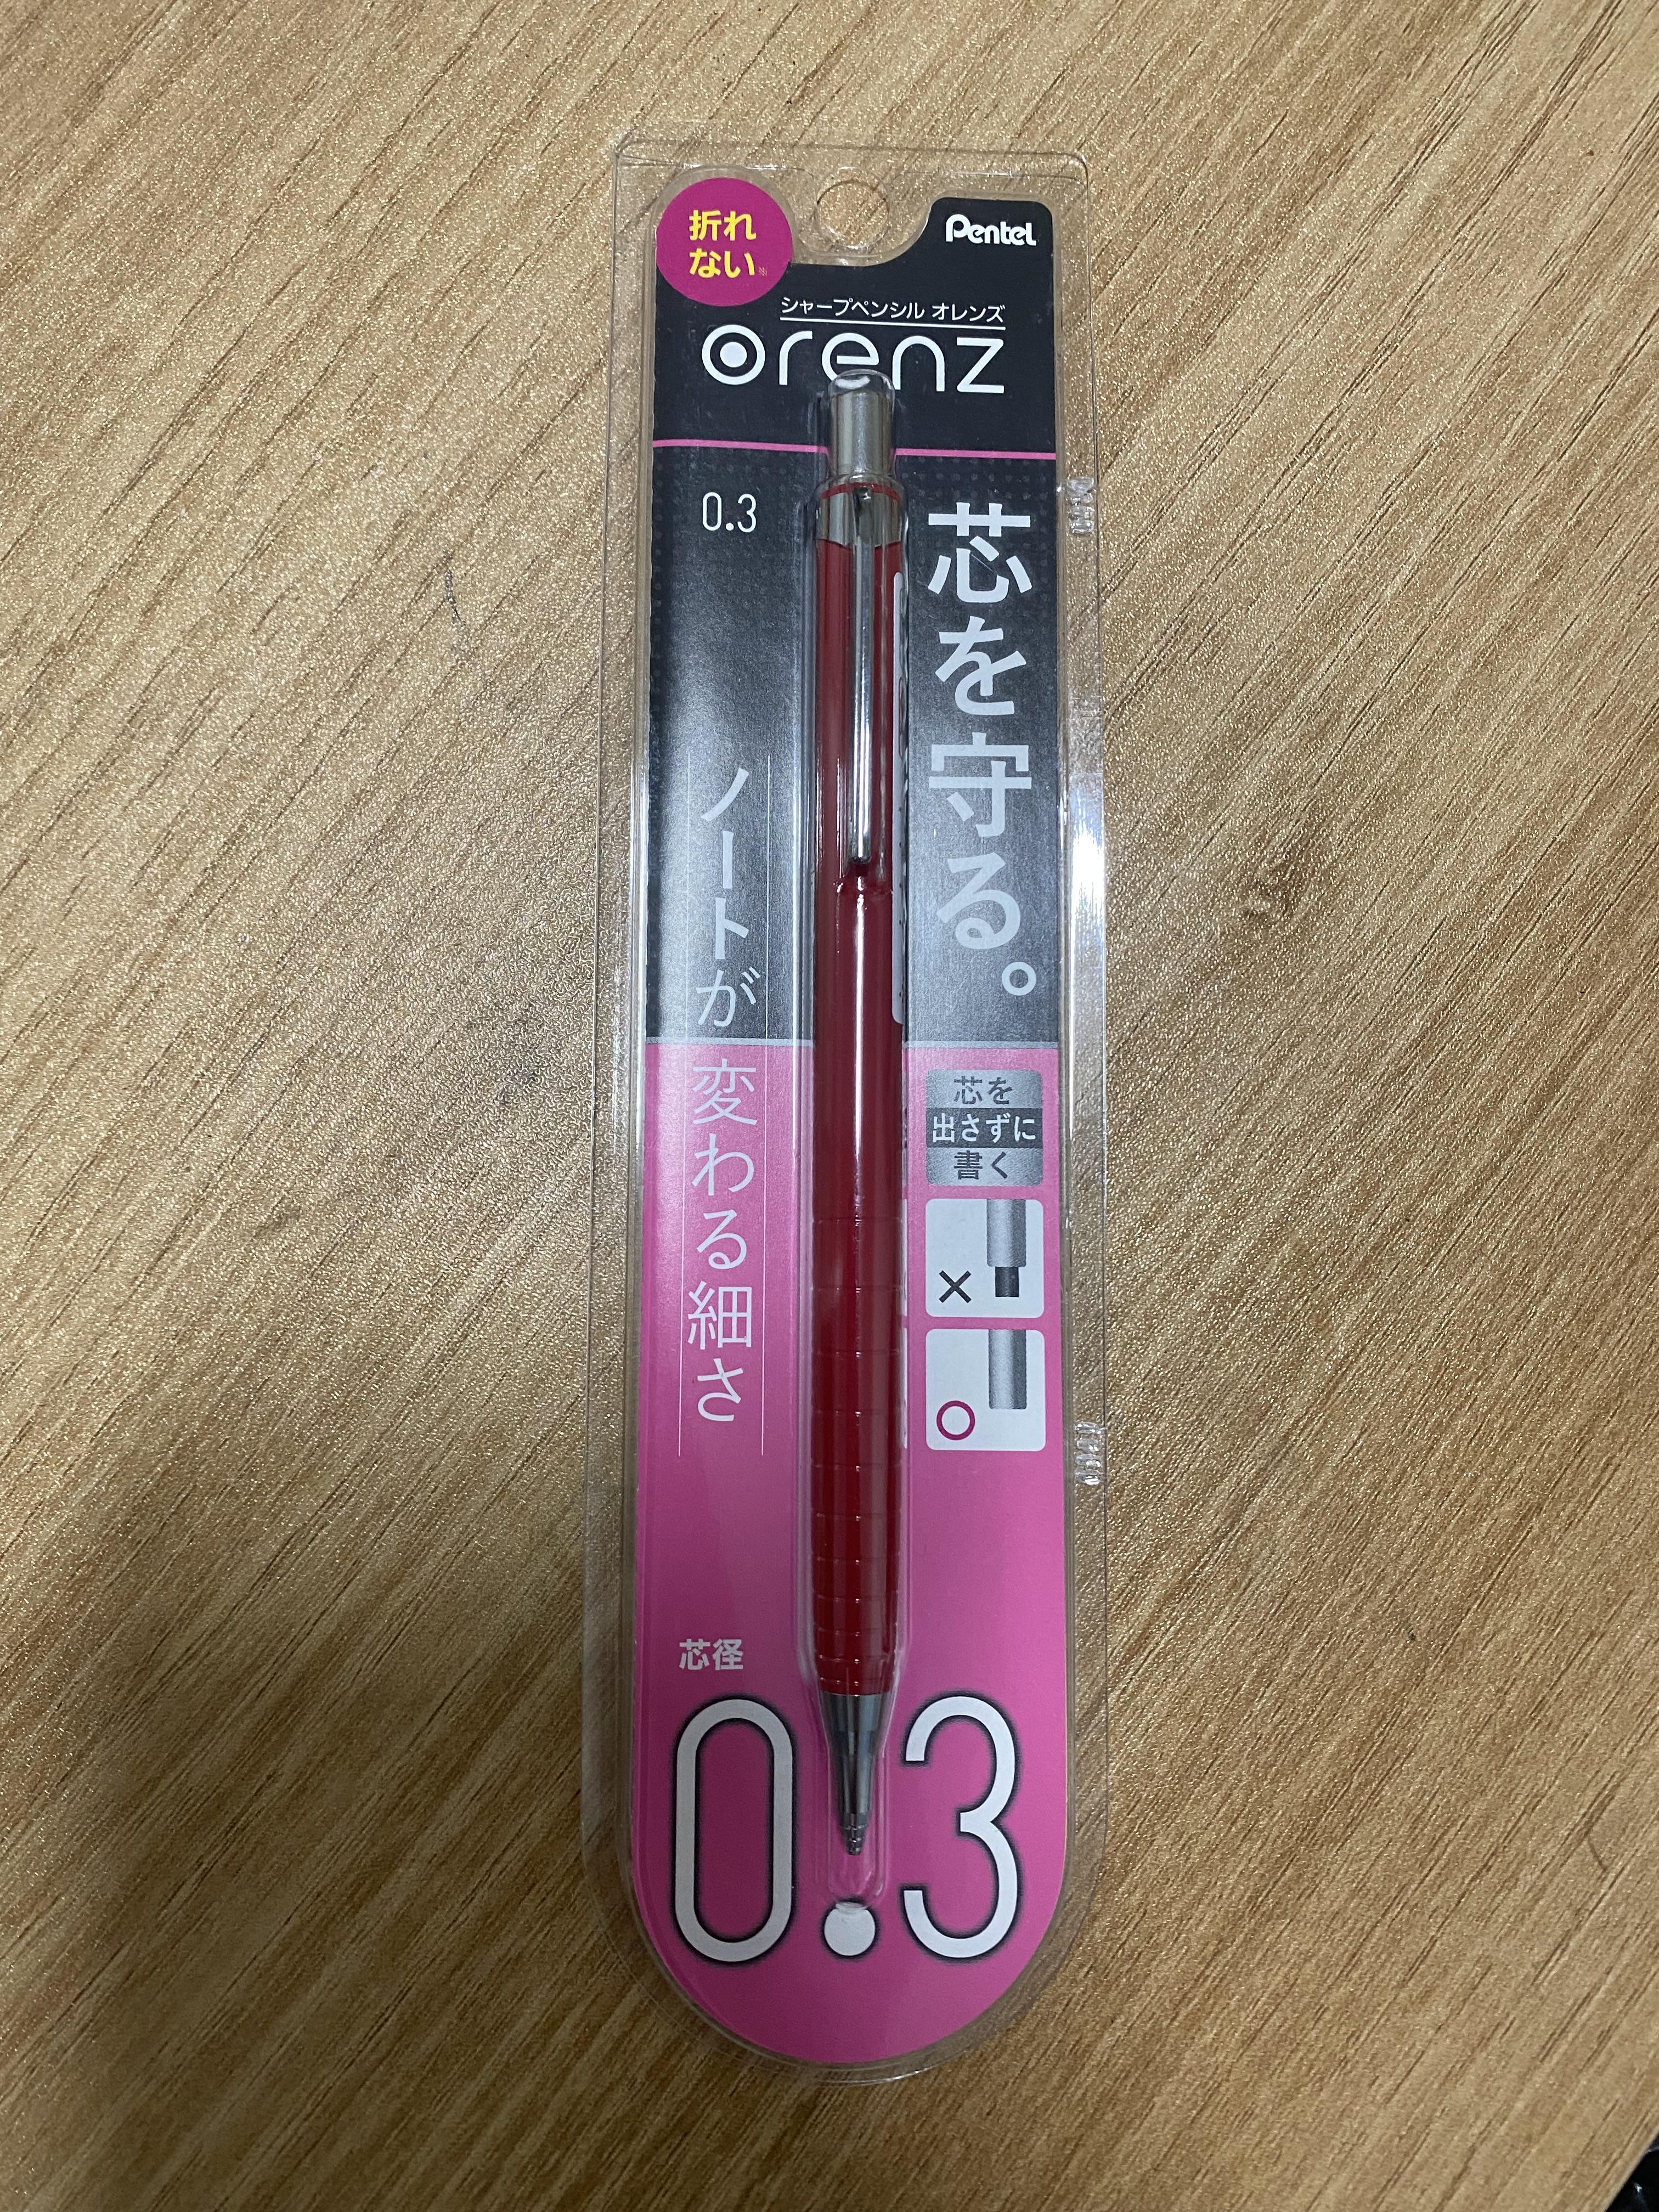 折れ
ない※
Pentel
シャープペンシル オレンズ
orenz
0.3
芯を守る。
ノートが変わる細さ
芯を
出さずに
書く
芯径
0.3